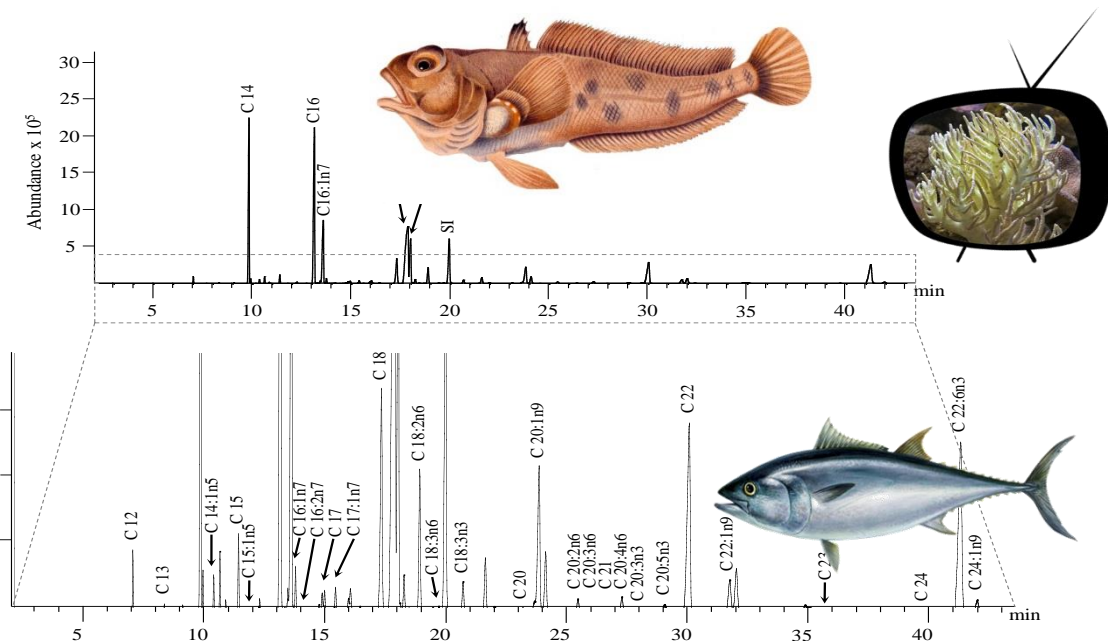 Abundance x 10⁵
30
25
20
15
10
5
C 14
C16
C16:1n7
SI
5
10
15
20
25
30
35
40
min
C 12
C 13
C 14:1n5
C 15
C 15:1n5
C 16:1n7
C 16:2n7
C 17
C 17:1n7
C 18
C 18:2n6
C 18:3n6
C18:3n3
C 20
C 20:1n9
C 20:2n6
C 20:3n6
C 21
C 20:4n6
C 20:3n3
C 20:5n3
C 22
C 22:1n9
C 23
C 24
C 22:6n3
C 24:1n9
5
10
15
20
25
30
35
40
min